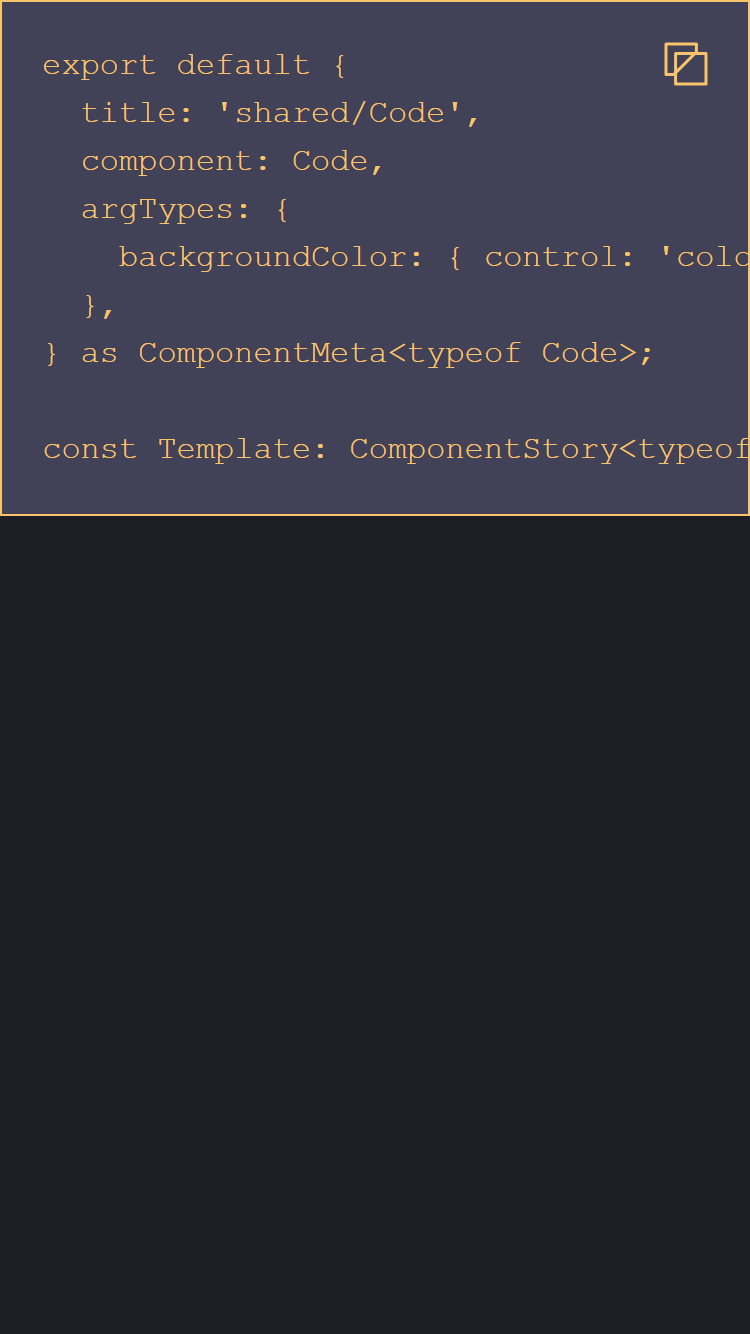 export default {
  title: 'shared/Code',
  component: Code,
  argTypes: {
    backgroundColor: { control: 'colo
  },
} as ComponentMeta<typeof Code>;

const Template: ComponentStory<typeof